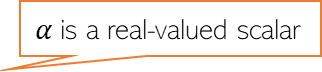 𝛼 is a real-valued scalar